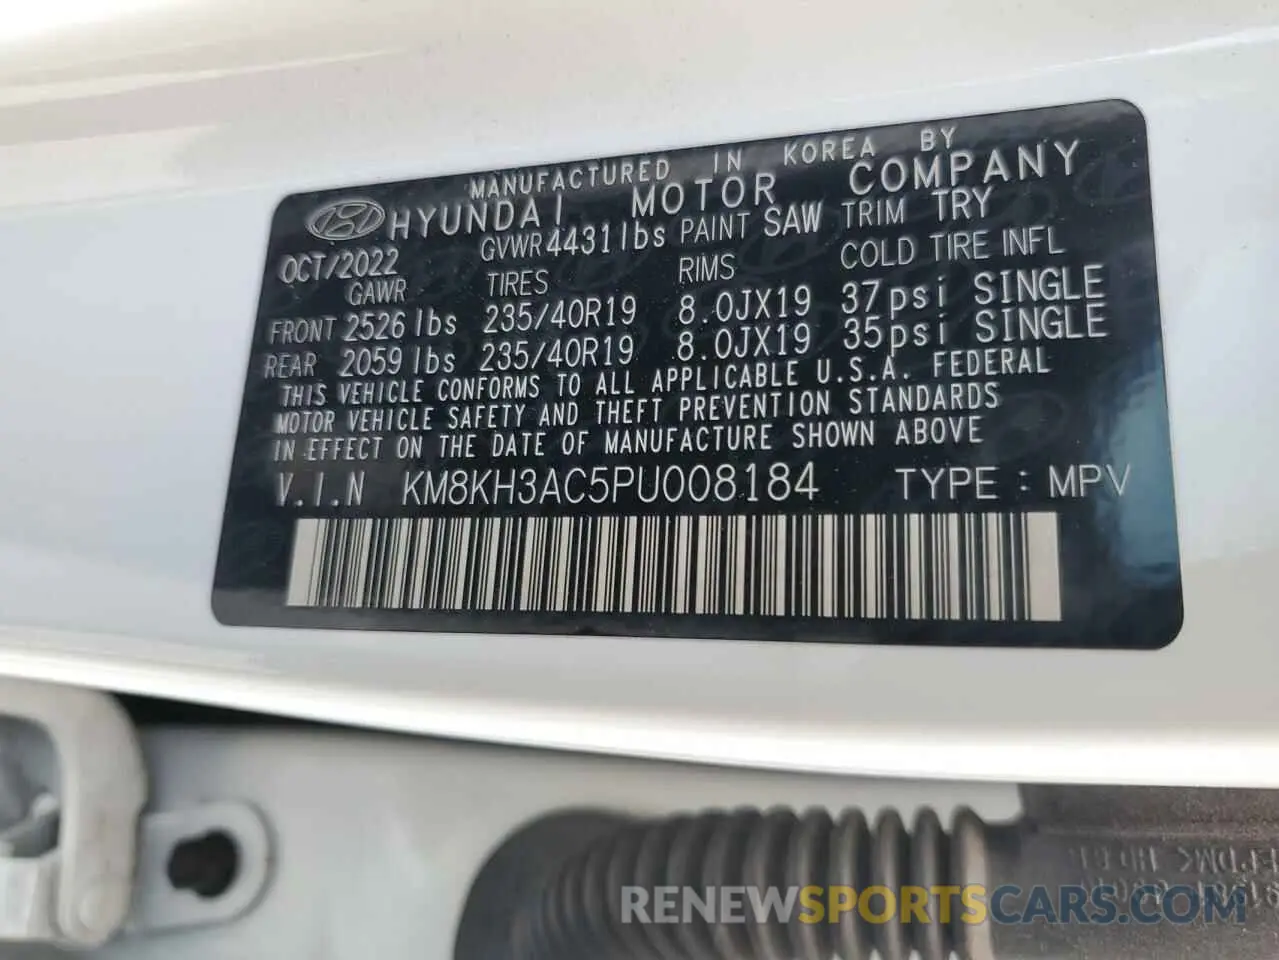 MANUFACTURED IN KOREA BY
HYUNDAI MOTOR COMPANY
OCT/2022 GVWR 4431 lbs PAINT SAW TRIM TRY
GAWR TIRES RIMS COLD TIRE INFL
FRONT 2526 lbs 235/40R19 8.0JX19 37psi SINGLE
REAR 2059 lbs 235/40R19 8.0JX19 35psi SINGLE
THIS VEHICLE CONFORMS TO ALL APPLICABLE U.S.A. FEDERAL
MOTOR VEHICLE SAFETY AND THEFT PREVENTION STANDARDS
IN EFFECT ON THE DATE OF MANUFACTURE SHOWN ABOVE
V.I.N KM8KH3AC5PU008184 TYPE : MPV
RENEWSPORTSCARS.COM